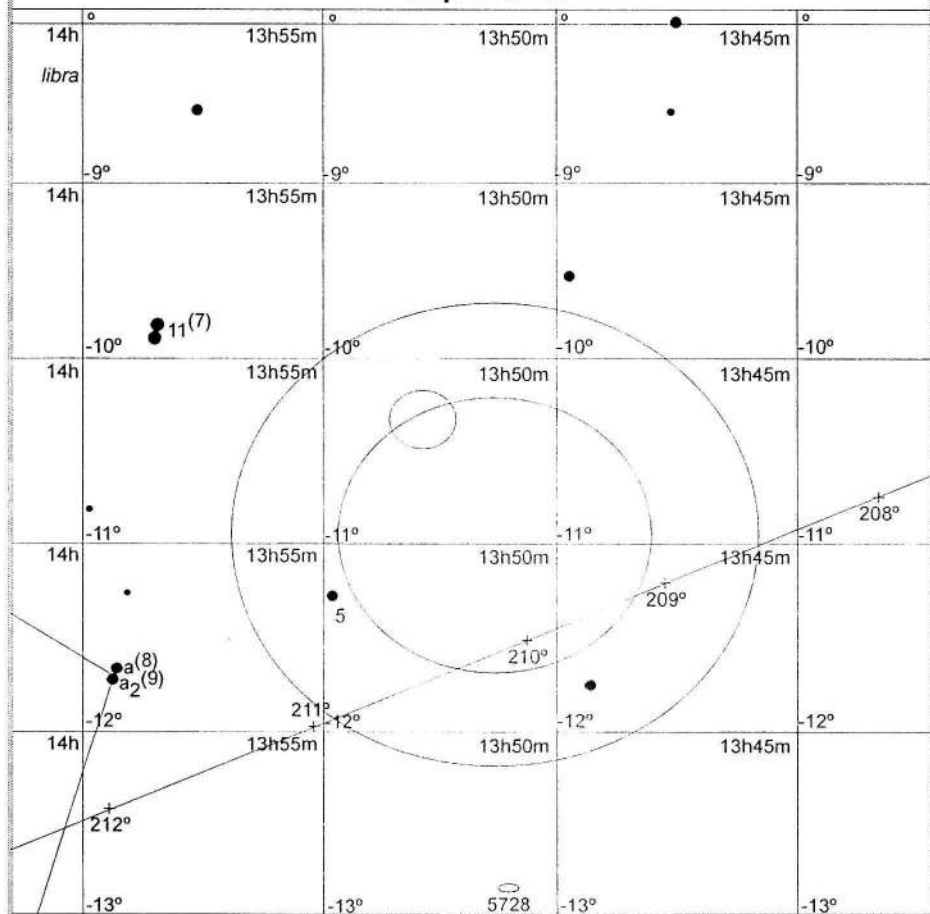 ° ° ° °
14h 13h55m 13h50m 13h45m
libra
-9° -9° -9° -9°
14h 13h55m 13h50m 13h45m
11(7)
-10° -10° -10° -10°
14h 13h55m 13h50m 13h45m
208°
-11° -11° -11° -11°
14h 13h55m 13h50m 13h45m
209°
5
210°
a(8)
a2(9)
211°
-12° -12° -12° -12°
14h 13h55m 13h50m 13h45m
212°
5728
-13° -13° -13° -13°